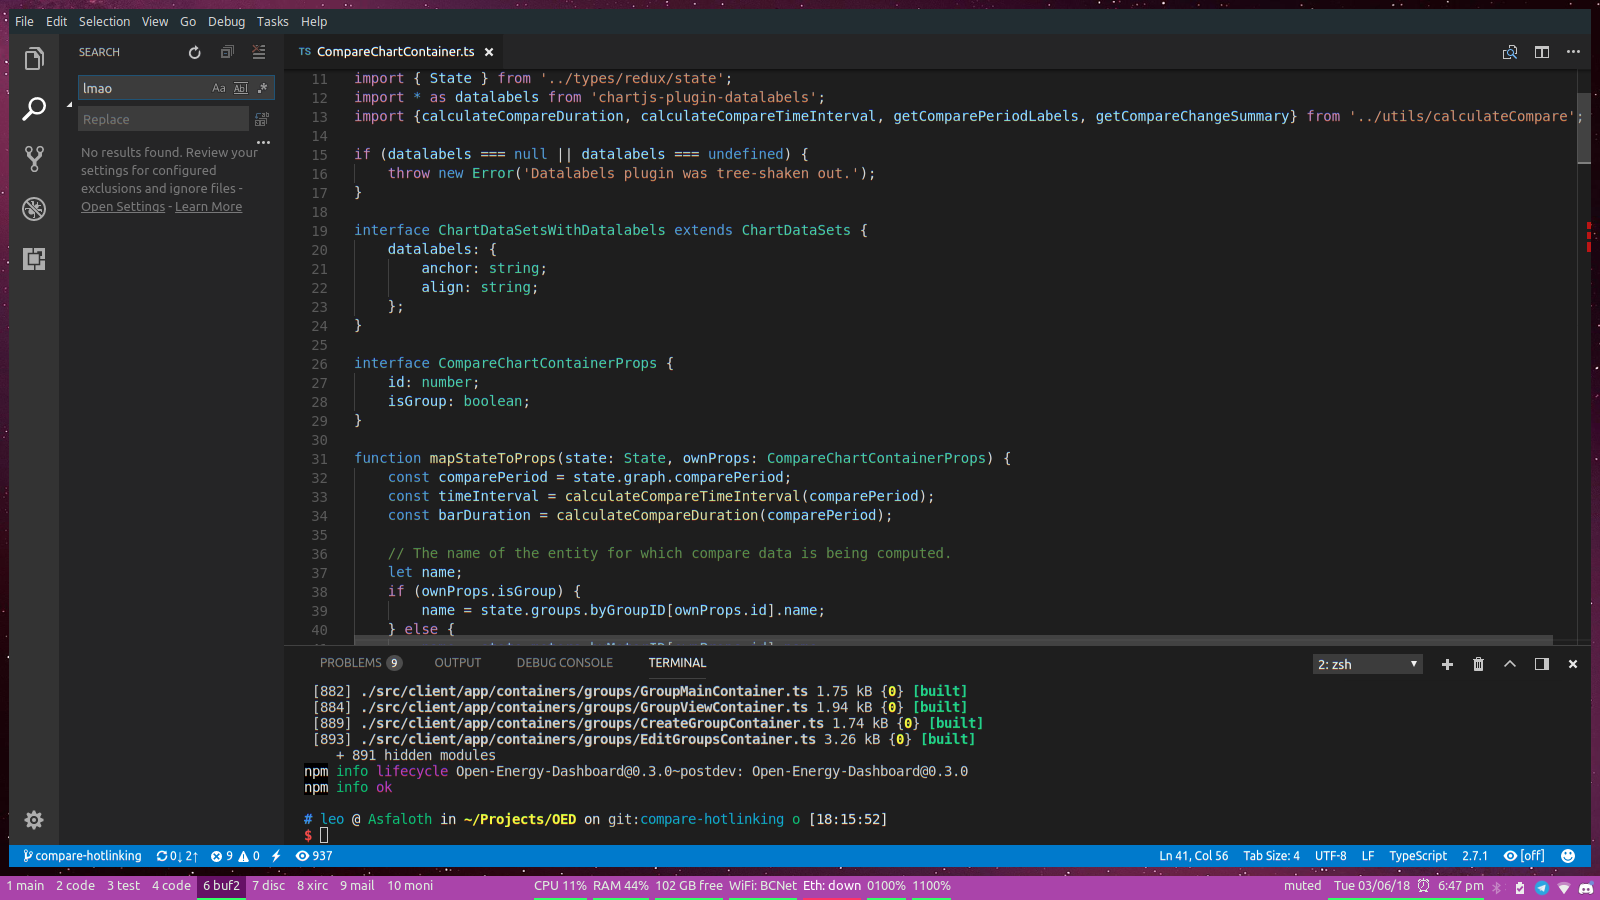 File Edit Selection View Go Debug Tasks Help
SEARCH
lmao Aa Abl .*
Replace
No results found. Review your
settings for configured
exclusions and ignore files -
Open Settings - Learn More
TS CompareChartContainer.ts ×
11 import { State } from '../types/redux/state';
12 import * as datalabels from 'chartjs-plugin-datalabels';
13 import {calculateCompareDuration, calculateCompareTimeInterval, getComparePeriodLabels, getCompareChangeSummary} from '../utils/calculateCompare';
14
15 if (datalabels === null || datalabels === undefined) {
16 throw new Error('Datalabels plugin was tree-shaken out.');
17 }
18
19 interface ChartDataSetsWithDatalabels extends ChartDataSets {
20 datalabels: {
21 anchor: string;
22 align: string;
23 };
24 }
25
26 interface CompareChartContainerProps {
27 id: number;
28 isGroup: boolean;
29 }
30
31 function mapStateToProps(state: State, ownProps: CompareChartContainerProps) {
32 const comparePeriod = state.graph.comparePeriod;
33 const timeInterval = calculateCompareTimeInterval(comparePeriod);
34 const barDuration = calculateCompareDuration(comparePeriod);
35
36 // The name of the entity for which compare data is being computed.
37 let name;
38 if (ownProps.isGroup) {
39 name = state.groups.byGroupID[ownProps.id].name;
40 } else {
PROBLEMS 9 OUTPUT DEBUG CONSOLE TERMINAL 2: zsh
[882] ./src/client/app/containers/groups/GroupMainContainer.ts 1.75 kB {0} [built]
[884] ./src/client/app/containers/groups/GroupViewContainer.ts 1.94 kB {0} [built]
[889] ./src/client/app/containers/groups/CreateGroupContainer.ts 1.74 kB {0} [built]
[893] ./src/client/app/containers/groups/EditGroupsContainer.ts 3.26 kB {0} [built]
+ 891 hidden modules
npm info lifecycle Open-Energy-Dashboard@0.3.0~postdev: Open-Energy-Dashboard@0.3.0
npm info ok
# leo @ Asfaloth in ~/Projects/OED on git:compare-hotlinking o [18:15:52]
$
compare-hotlinking 0↓ 2↑ 9 0 937 Ln 41, Col 56 Tab Size: 4 UTF-8 LF TypeScript 2.7.1 [off]
1 main 2 code 3 test 4 code 6 buf2 7 disc 8 xirc 9 mail 10 moni CPU 11% RAM 44% 102 GB free WiFi: BCNet Eth: down 0100% 1100% muted Tue 03/06/18 6:47 pm